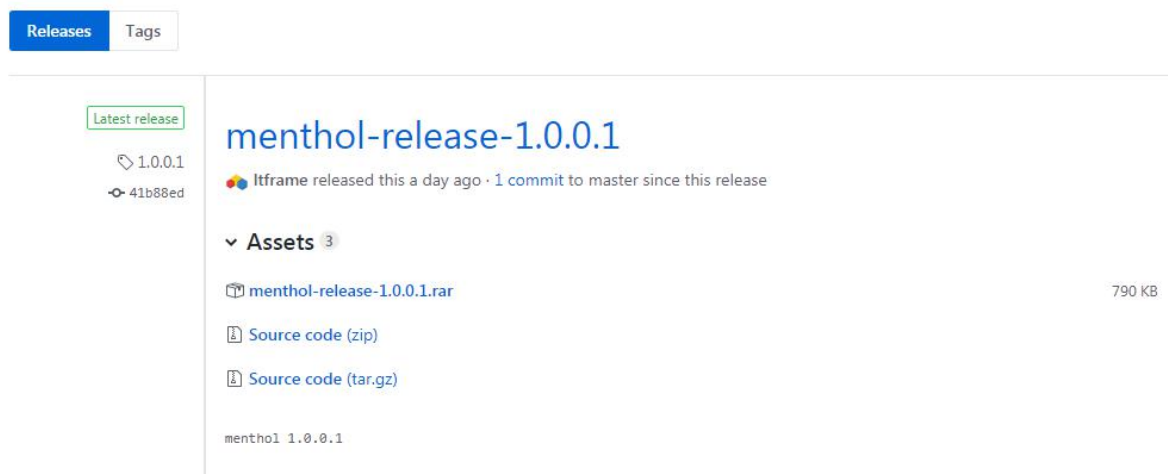 Releases Tags
Latest release
1.0.0.1
41b88ed
menthol-release-1.0.0.1
ltframe released this a day ago · 1 commit to master since this release
Assets 3
menthol-release-1.0.0.1.rar 790 KB
Source code (zip)
Source code (tar.gz)
menthol 1.0.0.1